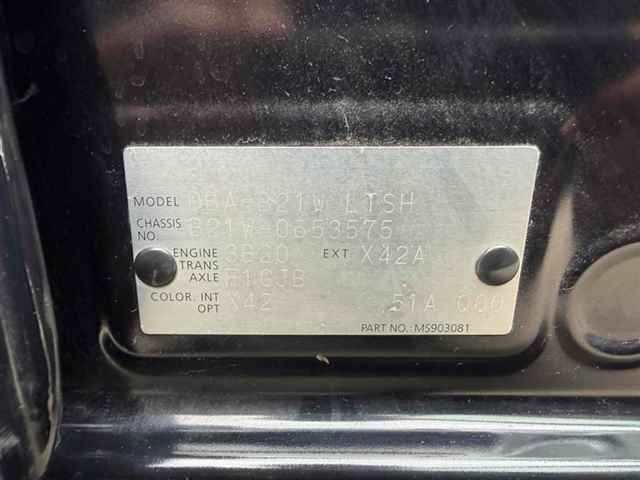 MODEL DBA-B21W LTSH
CHASSIS NO. B21W-0653575
ENGINE 3B20 EXT X42A
TRANS AXLE F1CJB
COLOR. INT X42 51A Q00
OPT
PART NO.: MS903081